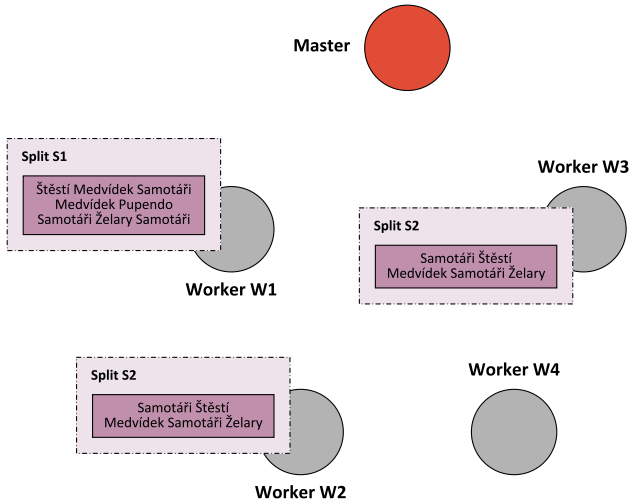 Master
Split S1
Štěstí Medvídek Samotáři
Medvídek Pupendo
Samotáři Želary Samotáři
Worker W1
Worker W3
Split S2
Samotáři Štěstí
Medvídek Samotáři Želary
Split S2
Samotáři Štěstí
Medvídek Samotáři Želary
Worker W2
Worker W4